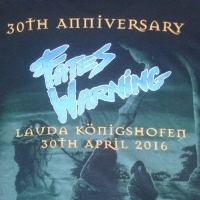 30TH ANNIVERSARY
FATES
WARNING
LAUDA KÖNIGSHOFEN
30TH APRIL 2016